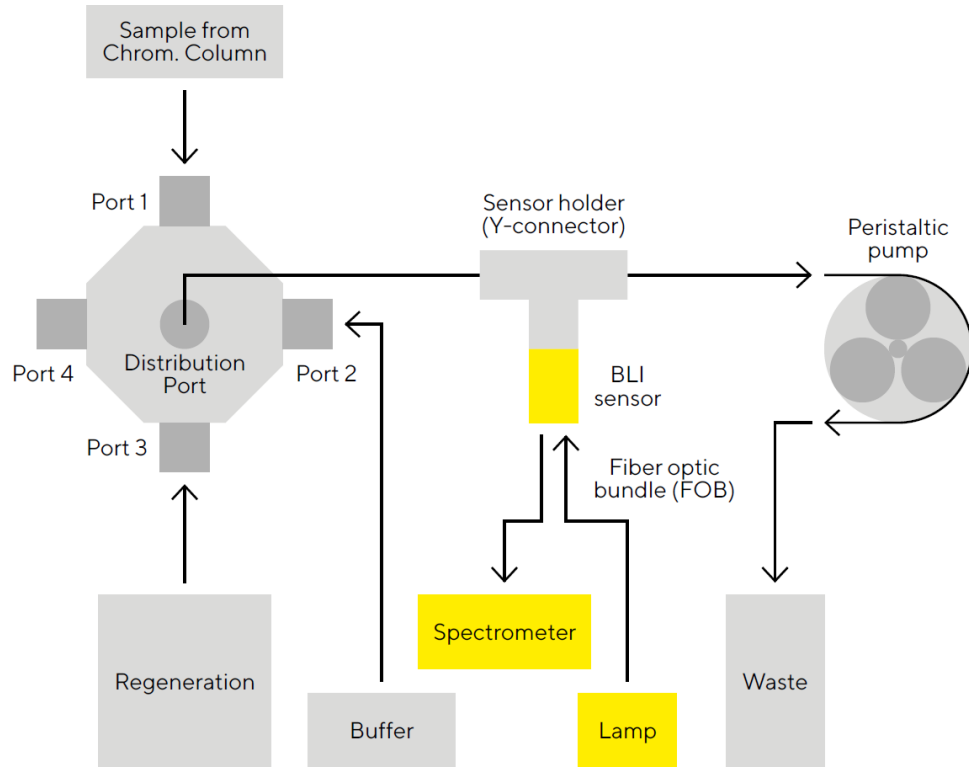 Sample from
Chrom. Column
Port 1
Sensor holder
(Y-connector)
Peristaltic
pump
Port 4
Distribution
Port
Port 2
BLI
sensor
Port 3
Fiber optic
bundle (FOB)
Regeneration
Spectrometer
Waste
Buffer
Lamp